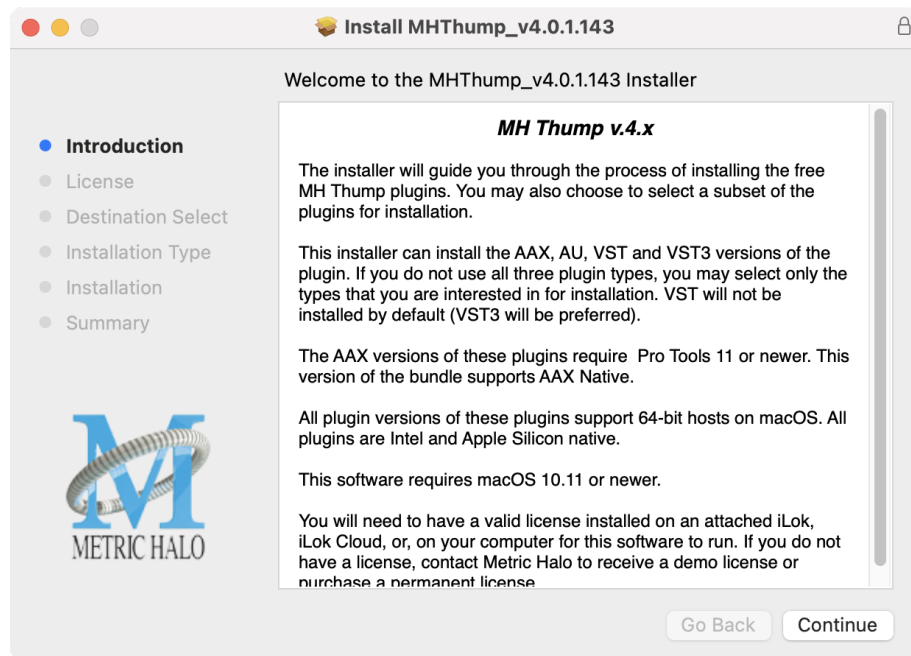 Install MHThump_v4.0.1.143
Welcome to the MHThump_v4.0.1.143 Installer
Introduction
License
Destination Select
Installation Type
Installation
Summary
METRIC HALO
MH Thump v.4.x
The installer will guide you through the process of installing the free
MH Thump plugins. You may also choose to select a subset of the
plugins for installation.
This installer can install the AAX, AU, VST and VST3 versions of the
plugin. If you do not use all three plugin types, you may select only the
types that you are interested in for installation. VST will not be
installed by default (VST3 will be preferred).
The AAX versions of these plugins require  Pro Tools 11 or newer. This
version of the bundle supports AAX Native.
All plugin versions of these plugins support 64-bit hosts on macOS. All
plugins are Intel and Apple Silicon native.
This software requires macOS 10.11 or newer.
You will need to have a valid license installed on an attached iLok,
iLok Cloud, or, on your computer for this software to run. If you do not
have a license, contact Metric Halo to receive a demo license or
purchase a permanent license
Go Back
Continue